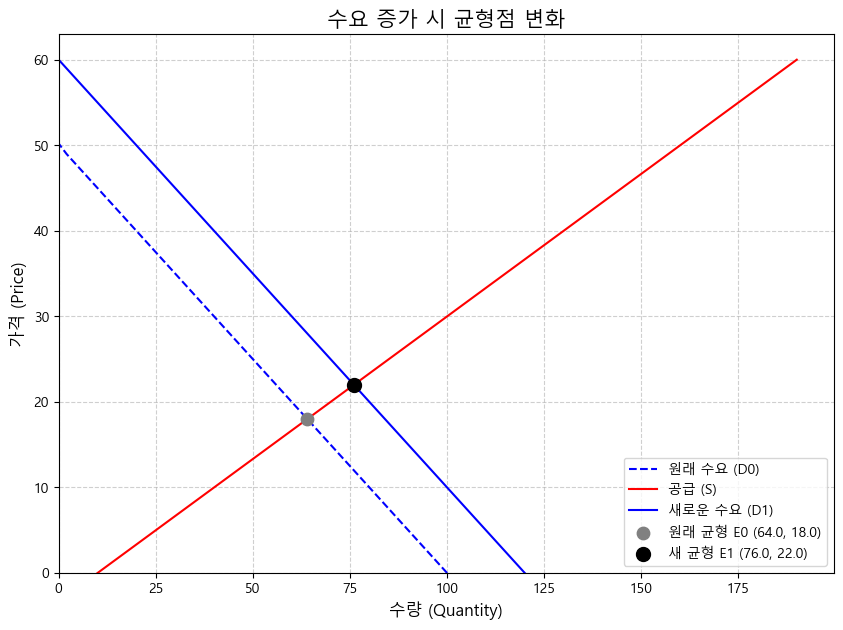 수요 증가 시 균형점 변화
가격 (Price)
60
50
40
30
20
10
0
0 25 50 75 100 125 150 175
수량 (Quantity)
원래 수요 (D0)
공급 (S)
새로운 수요 (D1)
원래 균형 E0 (64.0, 18.0)
새 균형 E1 (76.0, 22.0)